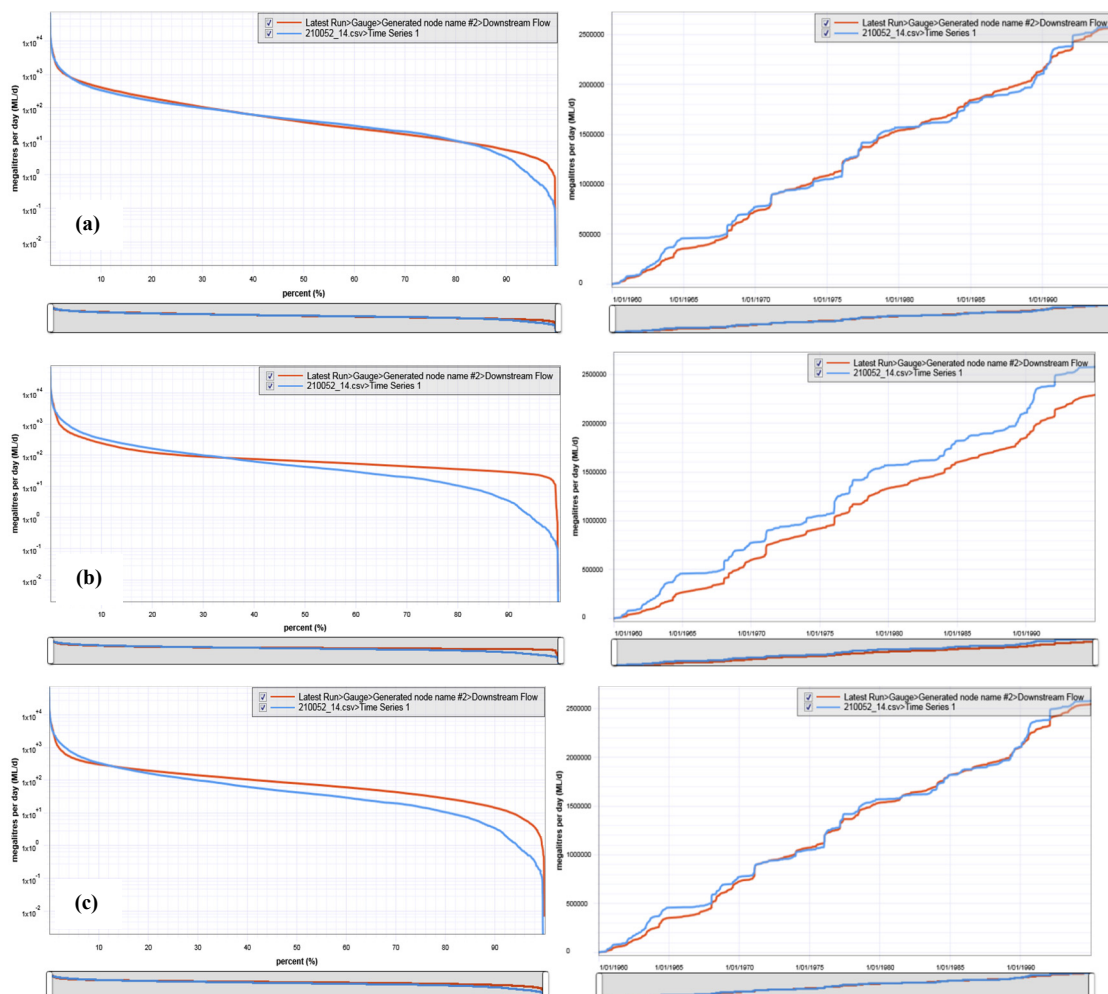 Latest Run>Gauge>Generated node name #2>Downstream Flow
210052_14.csv>Time Series 1
megalitres per day (ML/d)
1x10+4
1x10+3
1x10+2
1x10+1
1x10 0
1x10-1
1x10-2
(a)
10 20 30 40 50 60 70 80 90
percent (%)
Latest Run>Gauge>Generated node name #2>Downstream Flow
210052_14.csv>Time Series 1
megalitres per day (ML/d)
2500000
2000000
1500000
1000000
500000
0
1/01/1960 1/01/1965 1/01/1970 1/01/1975 1/01/1980 1/01/1985 1/01/1990
Latest Run>Gauge>Generated node name #2>Downstream Flow
210052_14.csv>Time Series 1
megalitres per day (ML/d)
1x10+4
1x10+3
1x10+2
1x10+1
1x10 0
1x10-1
1x10-2
(b)
10 20 30 40 50 60 70 80 90
percent (%)
Latest Run>Gauge>Generated node name #2>Downstream Flow
210052_14.csv>Time Series 1
megalitres per day (ML/d)
2500000
2000000
1500000
1000000
500000
0
1/01/1960 1/01/1965 1/01/1970 1/01/1975 1/01/1980 1/01/1985 1/01/1990
Latest Run>Gauge>Generated node name #2>Downstream Flow
210052_14.csv>Time Series 1
megalitres per day (ML/d)
1x10+4
1x10+3
1x10+2
1x10+1
1x10 0
1x10-1
1x10-2
(c)
10 20 30 40 50 60 70 80 90
percent (%)
Latest Run>Gauge>Generated node name #2>Downstream Flow
210052_14.csv>Time Series 1
megalitres per day (ML/d)
2500000
2000000
1500000
1000000
500000
0
1/01/1960 1/01/1965 1/01/1970 1/01/1975 1/01/1980 1/01/1985 1/01/1990